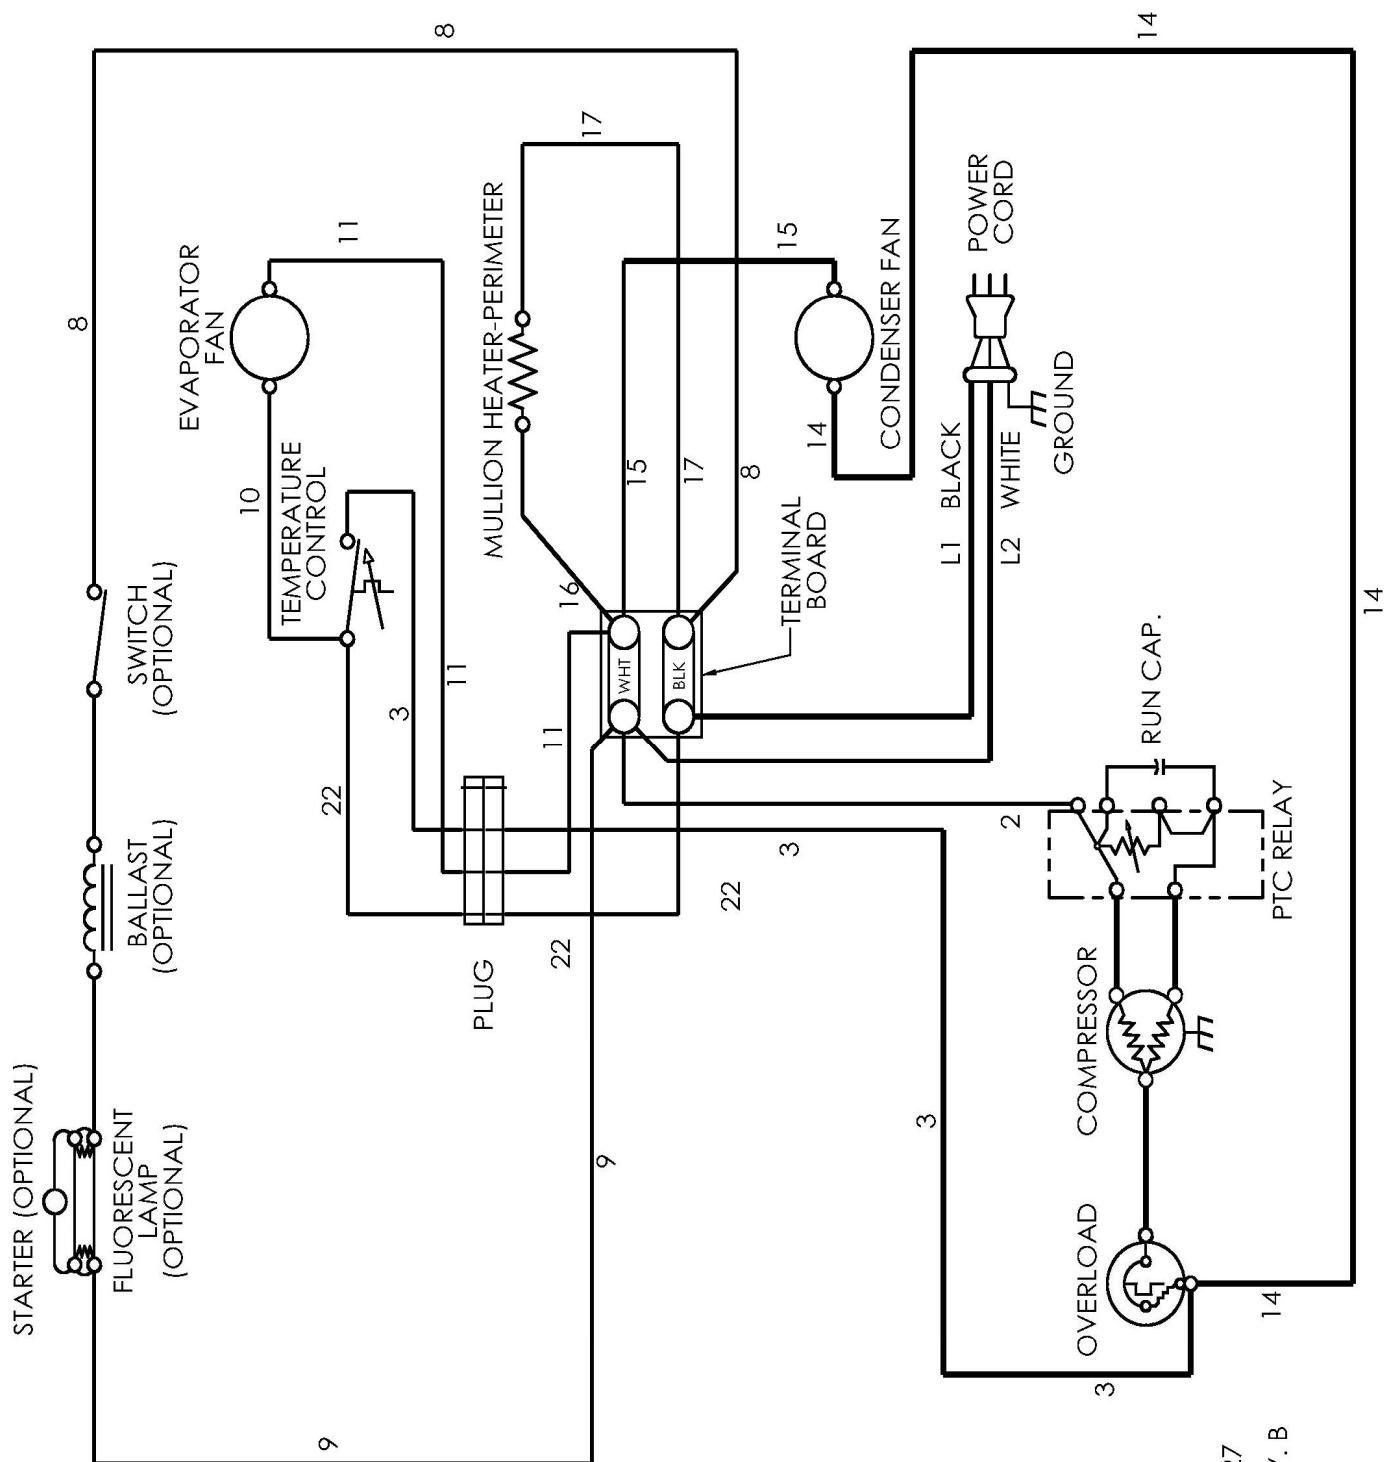 8
14
17
POWER
CORD
11
15
EVAPORATOR
FAN
8
MULLION HEATER-PERIMETER
CONDENSER FAN
GROUND
10
TEMPERATURE
CONTROL
15
17
8
14
L1 BLACK
L2 WHITE
SWITCH
(OPTIONAL)
16
TERMINAL
BOARD
14
WHT
BLK
11
3
11
RUN CAP.
22
2
3
PTC RELAY
BALLAST
(OPTIONAL)
22
22
PLUG
COMPRESSOR
STARTER (OPTIONAL)
FLUORESCENT
LAMP
(OPTIONAL)
9
3
OVERLOAD
14
3
9